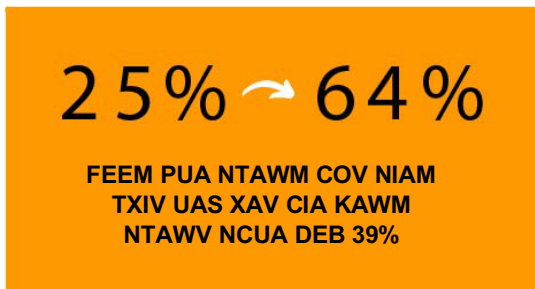 25% 64%
FEEM PUA NTAWM COV NIAM
TXIV UAS XAV CIA KAWM
NTAWV NCUA DEB 39%